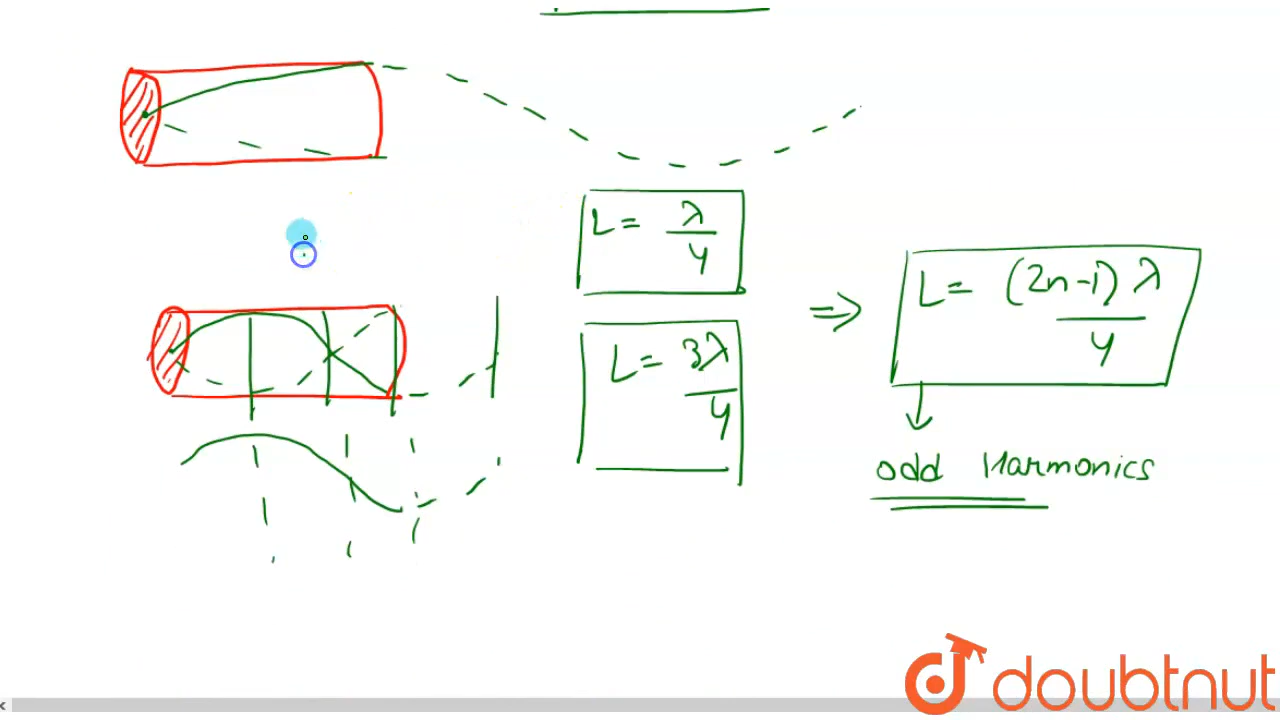 L = λ/4
L = 3λ/4
⇒ L = (2n-1) λ/4
odd Harmonics
doubtnut